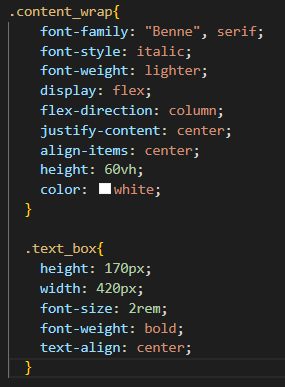 .content_wrap{
font-family: "Benne", serif;
font-style: italic;
font-weight: lighter;
display: flex;
flex-direction: column;
justify-content: center;
align-items: center;
height: 60vh;
color: white;
}
.text_box{
height: 170px;
width: 420px;
font-size: 2rem;
font-weight: bold;
text-align: center;
}